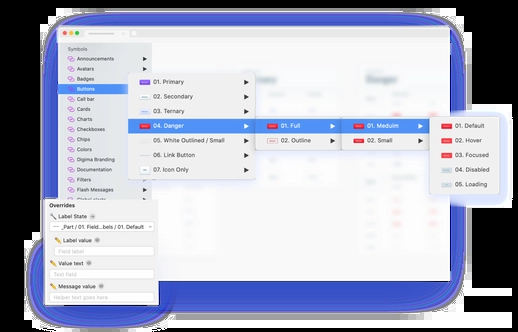 Symbols
Announcements
Avatars
Badges
Buttons
Call bar
Cards
Charts
Checkboxes
Chips
Colors
Digima Branding
Documentation
Filters
Flash Messages
01. Primary
02. Secondary
03. Ternary
04. Danger
05. White Outlined / Small
06. Link Button
07. Icon Only
01. Full
02. Outline
01. Meduim
02. Small
01. Default
02. Hover
03. Focused
04. Disabled
05. Loading
Danger
Overrides
Label State
_Part / 01. Field...bels / 01. Default
Label value
Field label
Value text
Text field
Message value
Helper text goes here